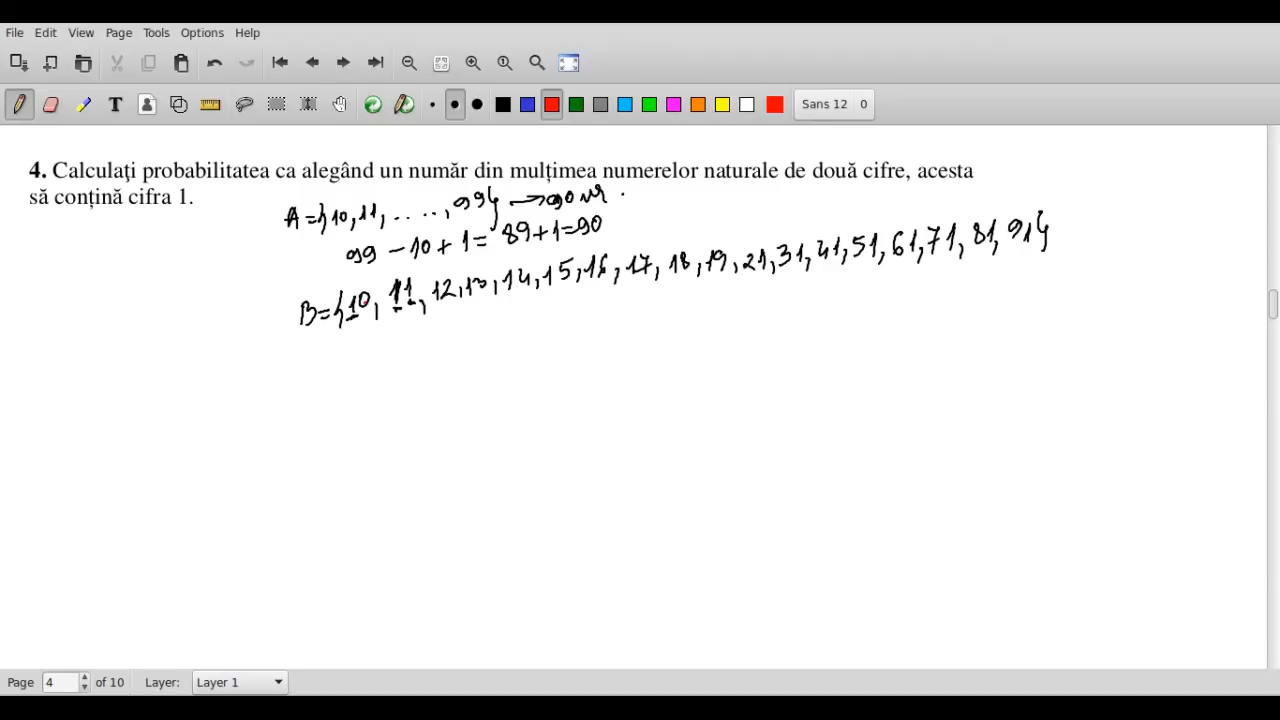 File Edit View Page Tools Options Help
Sans 12 0
4. Calculați probabilitatea ca alegând un număr din mulțimea numerelor naturale de două cifre, acesta
să conțină cifra 1.
A={10,11,.....,99} → 90 nr.
99 - 10 + 1 = 89+1=90
B={10, 11, 12, 13, 14, 15, 16, 17, 18, 19, 21, 31, 41, 51, 61, 71, 81, 91}
Page 4 of 10 Layer: Layer 1